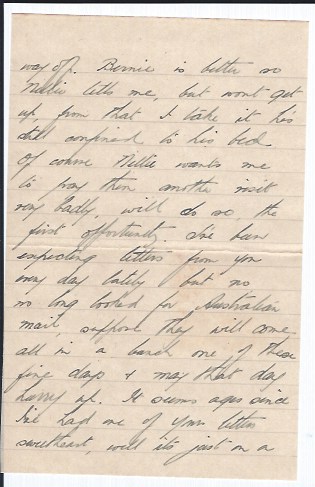 way off. Bernie is better so
Nellie tells me, but wont get
up, from that I take it he's
still confined to his bed.
Of course Nellie wants me
to pay them another visit
very badly, will do so, the
first opportunity. I've been
expecting letters from you
every day lately but no
so long looked for Australian
mail, suppose they will come
all in a bunch one of these
fine days & may that day
hurry up. It seems ages since
I've had one of your letters
sweetheart, well its just on a